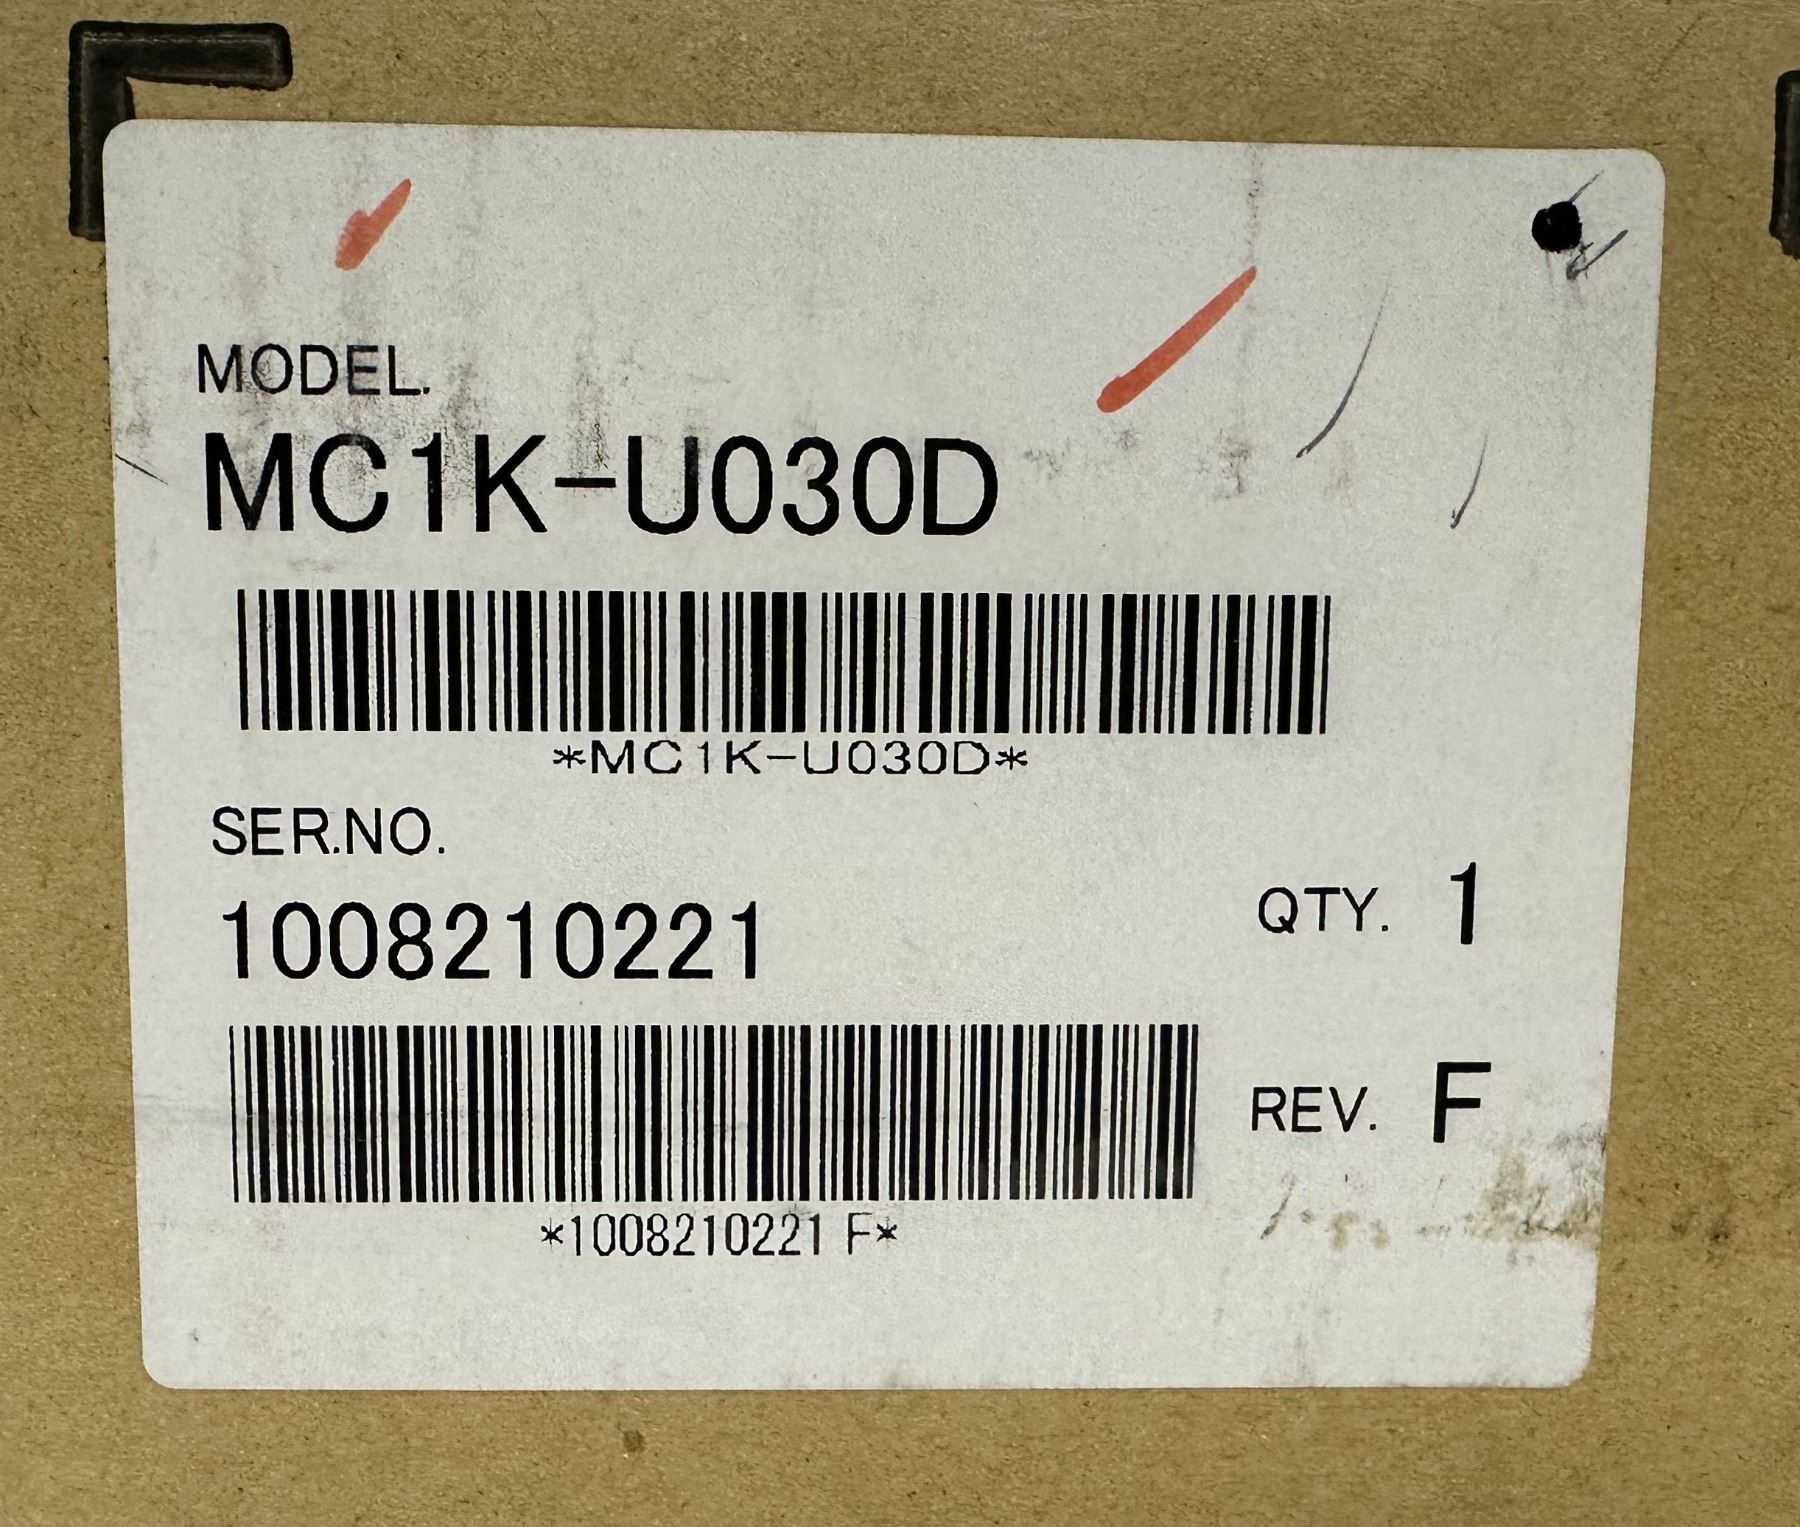 MODEL.
MC1K-U030D
*MC1K-U030D*
SER.NO.
1008210221
QTY. 1
REV. F
*1008210221 F*